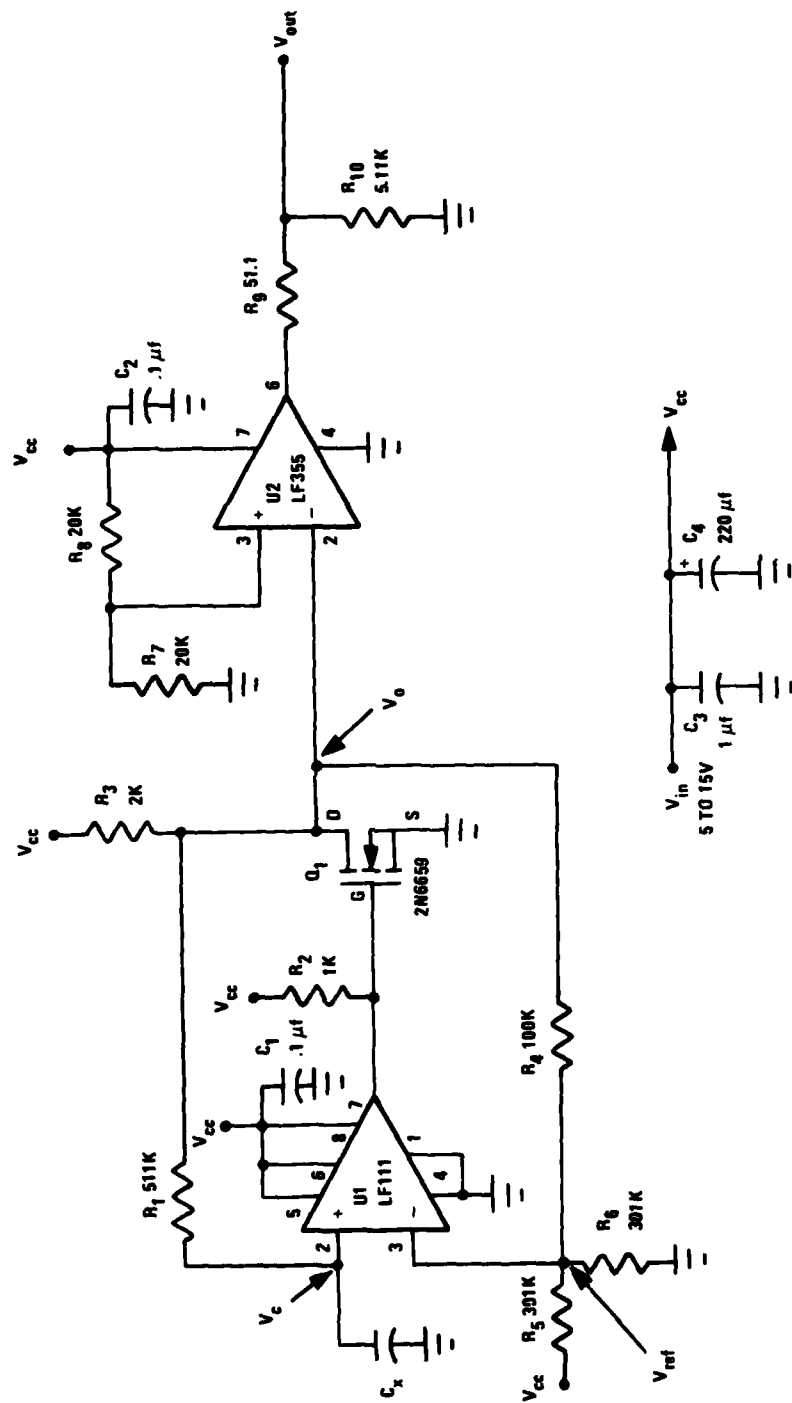 Vcc
R3
2K
R1 511K
Vcc
C1
.1 µf
Vcc
R2
1K
5
6
8
7
2
+
U1
LF111
3
−
4
1
Vc
Cx
Q1
G
D
S
2N6659
Vo
R5 301K
Vcc
Vref
R6
301K
R4 100K
Vcc
R8 20K
R7
20K
C2
.1 µf
3
+
U2
LF355
2
−
7
4
6
R9 51.1
Vout
R10
5.11K
Vin
5 TO 15V
C3
1 µf
+
C4
220 µf
Vcc